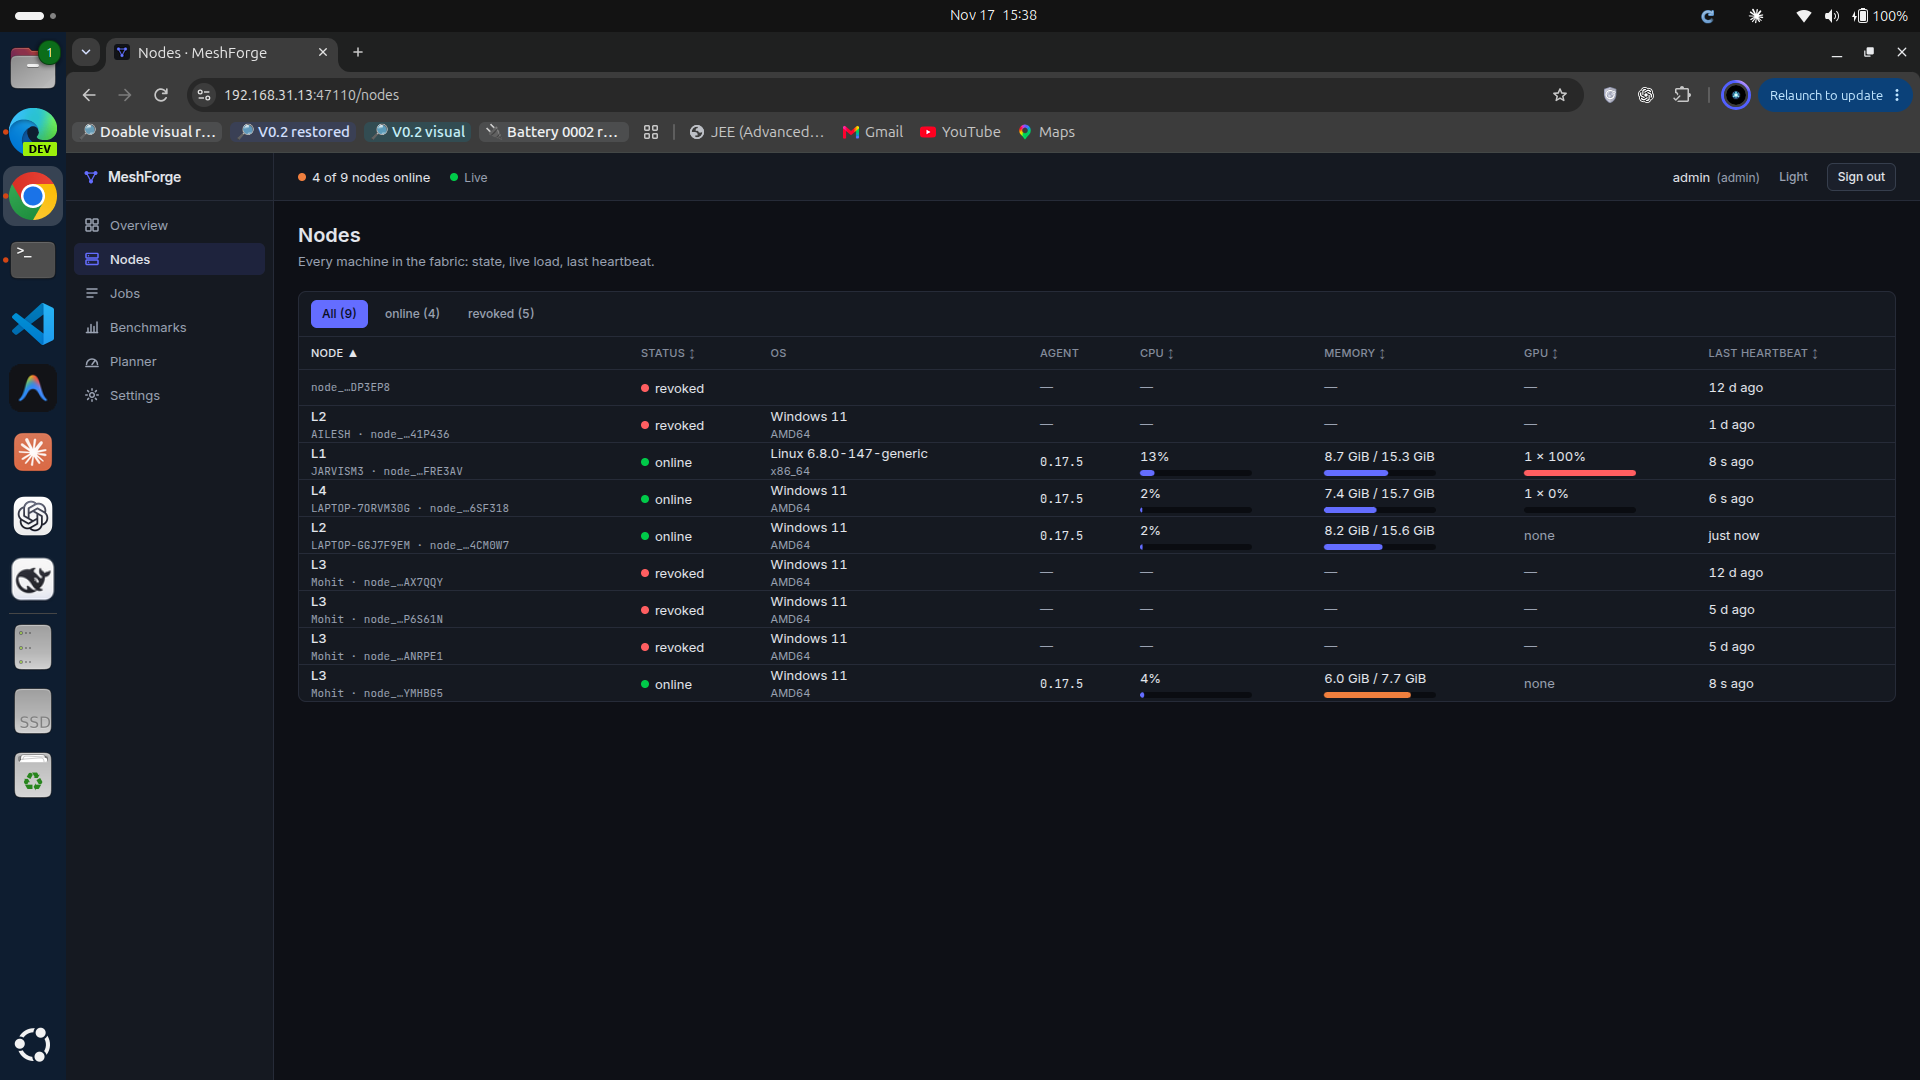 Nov 17 15:38
100%
1
Nodes · MeshForge
192.168.31.13:47110/nodes
Relaunch to update
DEV
Doable visual r...
V0.2 restored
V0.2 visual
Battery 0002 r...
JEE (Advanced...
Gmail
YouTube
Maps
MeshForge
4 of 9 nodes online
Live
admin (admin)
Light
Sign out
Overview
Nodes
Jobs
Benchmarks
Planner
Settings
Nodes
Every machine in the fabric: state, live load, last heartbeat.
All (9)
online (4)
revoked (5)
NODE ▲ STATUS ↕ OS AGENT CPU ↕ MEMORY ↕ GPU ↕ LAST HEARTBEAT ↕
node_…DP3EP8 revoked — — — — 12 d ago
L2 Windows 11
AILESH · node_…41P436 revoked AMD64 — — — — 1 d ago
L1 Linux 6.8.0-147-generic
JARVISM3 · node_…FRE3AV online x86_64 0.17.5 13% 8.7 GiB / 15.3 GiB 1 × 100% 8 s ago
L4 Windows 11
LAPTOP-7ORVM30G · node_…6SF318 online AMD64 0.17.5 2% 7.4 GiB / 15.7 GiB 1 × 0% 6 s ago
L2 Windows 11
LAPTOP-GGJ7F9EM · node_…4CM0W7 online AMD64 0.17.5 2% 8.2 GiB / 15.6 GiB none just now
L3 Windows 11
Mohit · node_…AX7QQY revoked AMD64 — — — — 12 d ago
L3 Windows 11
Mohit · node_…P6S61N revoked AMD64 — — — — 5 d ago
L3 Windows 11
Mohit · node_…ANRPE1 revoked AMD64 — — — — 5 d ago
L3 Windows 11
Mohit · node_…YMHBG5 online AMD64 0.17.5 4% 6.0 GiB / 7.7 GiB none 8 s ago
>_
SSD